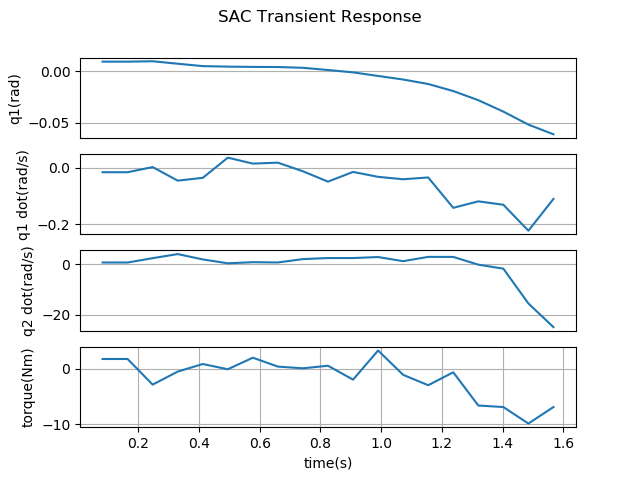 SAC Transient Response
q1(rad)
0.00
−0.05
q1 dot(rad/s)
0.0
−0.2
q2 dot(rad/s)
0
−20
torque(Nm)
0
−10
0.2 0.4 0.6 0.8 1.0 1.2 1.4 1.6
time(s)